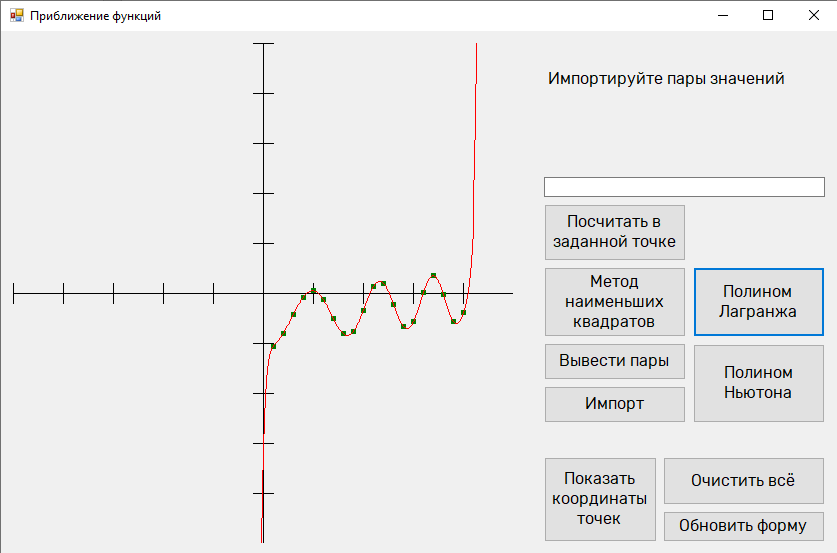 Приближение функций
Импортируйте пары значений
Посчитать в
заданной точке
Метод
наименьших
квадратов
Полином
Лагранжа
Вывести пары
Полином
Ньютона
Импорт
Показать
координаты
точек
Очистить всё
Обновить форму